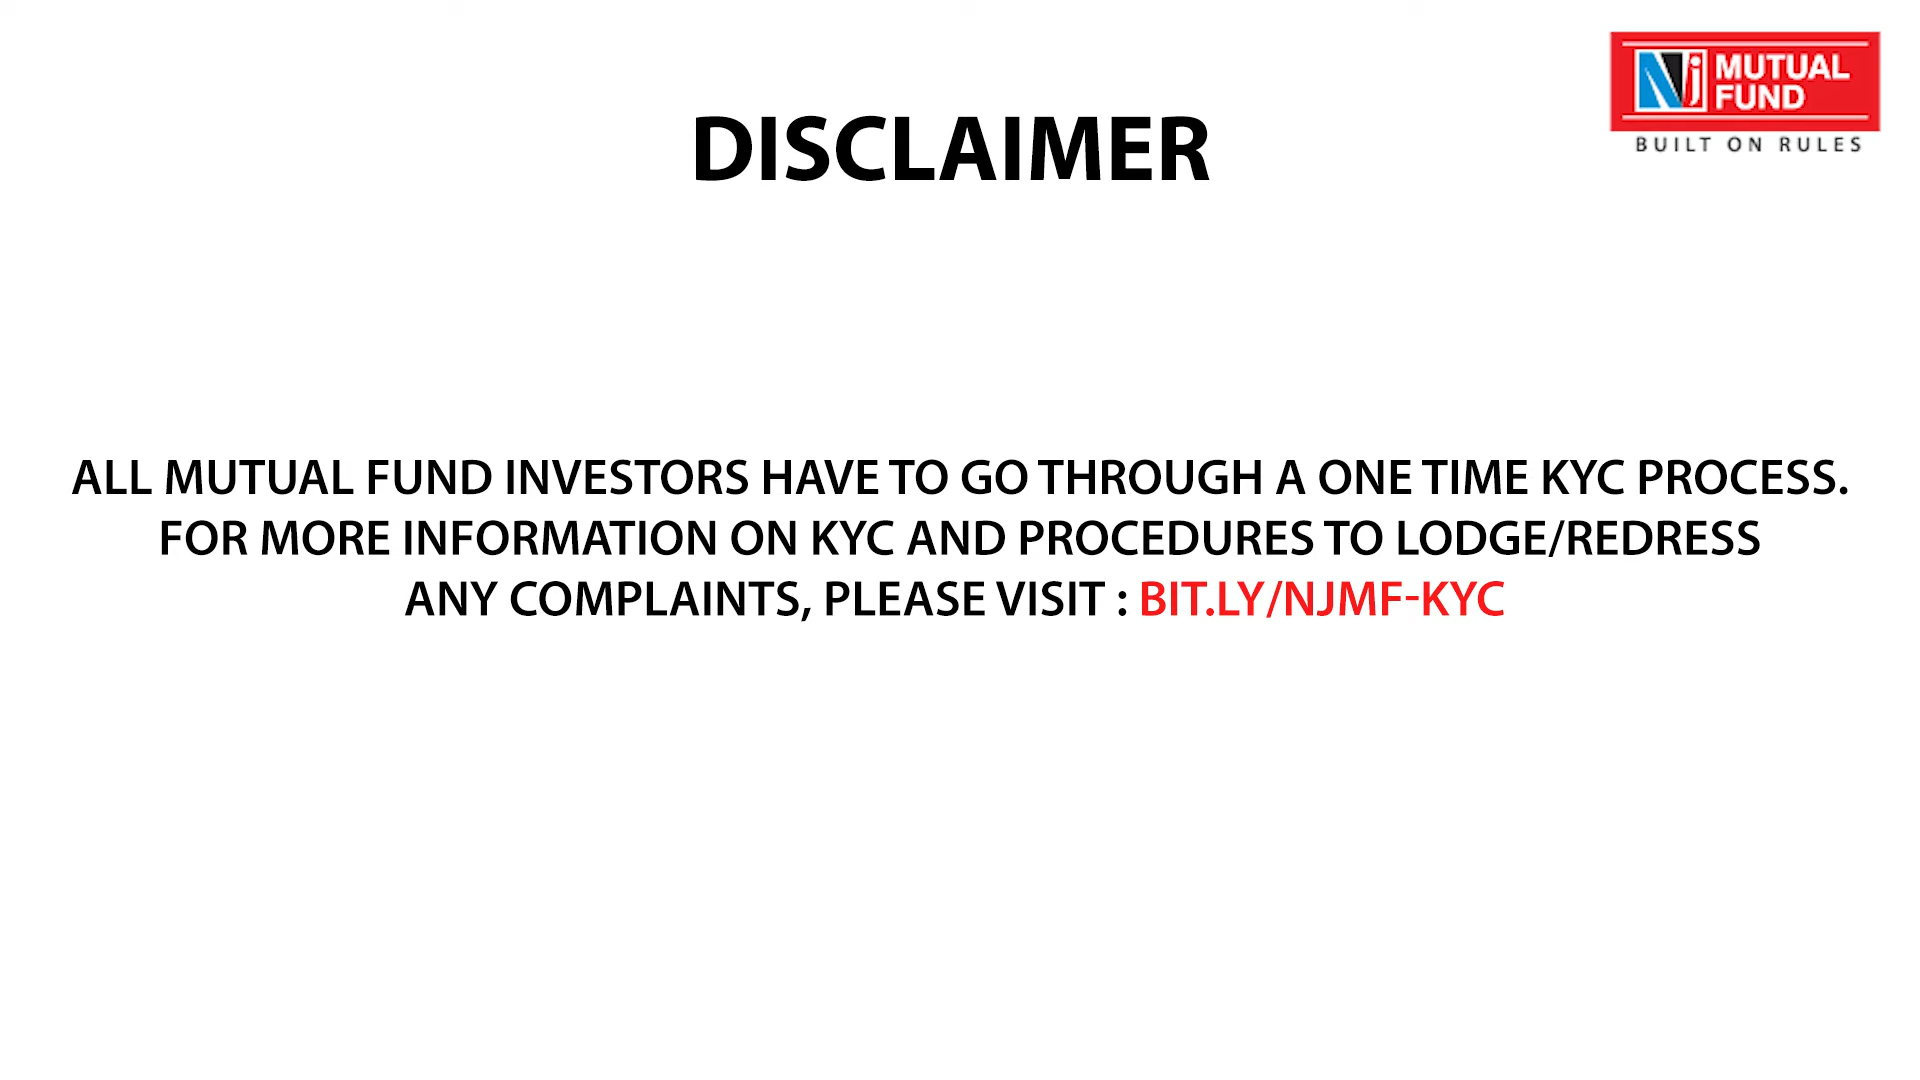 Nj MUTUAL
FUND
BUILT ON RULES
DISCLAIMER
ALL MUTUAL FUND INVESTORS HAVE TO GO THROUGH A ONE TIME KYC PROCESS.
FOR MORE INFORMATION ON KYC AND PROCEDURES TO LODGE/REDRESS
ANY COMPLAINTS, PLEASE VISIT : BIT.LY/NJMF-KYC